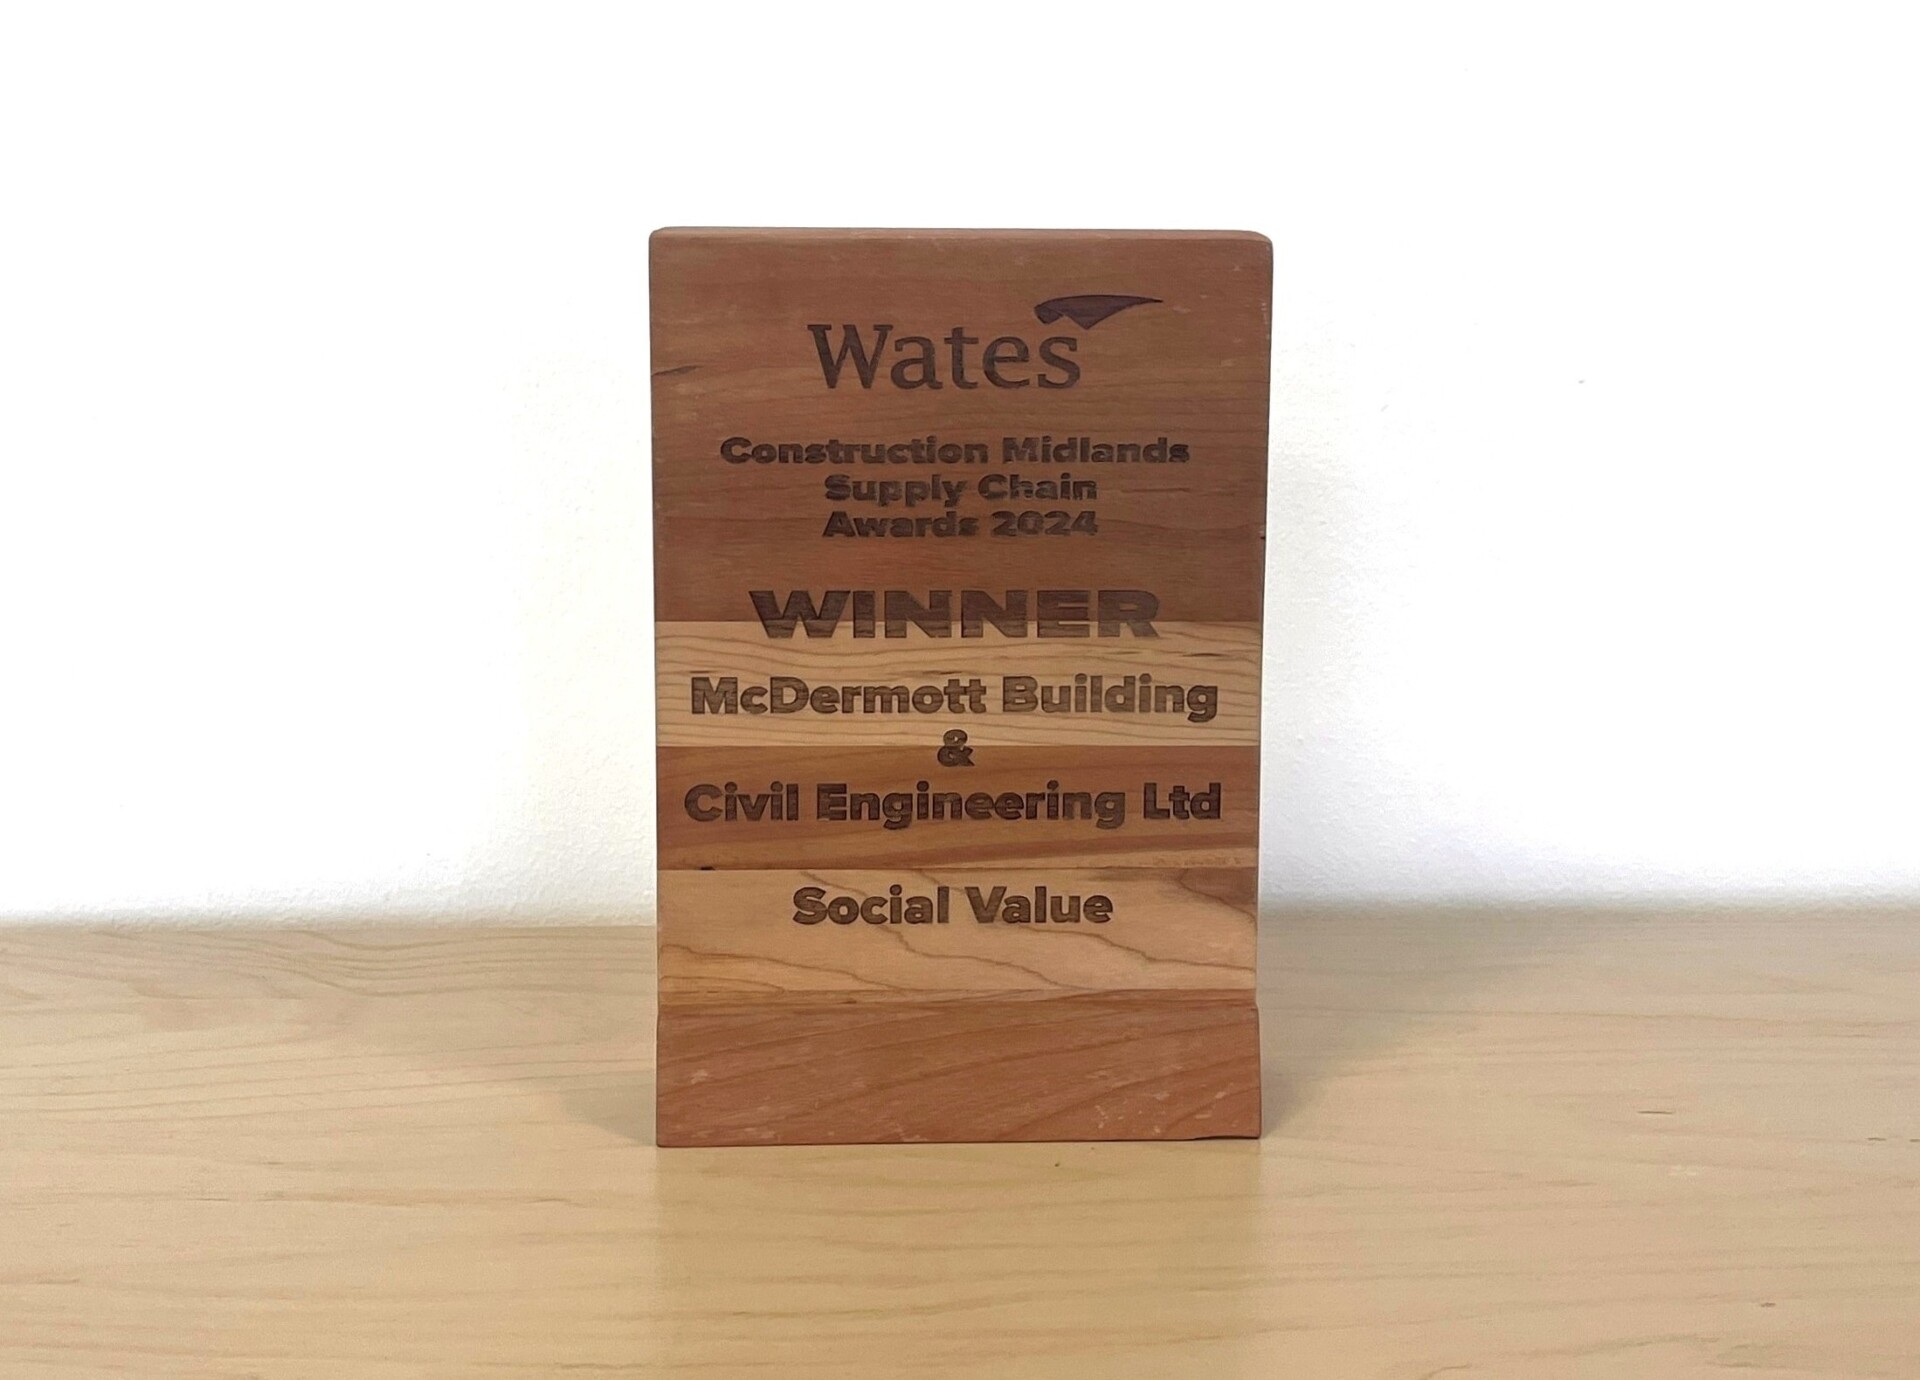 Wates
Construction Midlands
Supply Chain
Awards 2024
WINNER
McDermott Building
&
Civil Engineering Ltd
Social Value